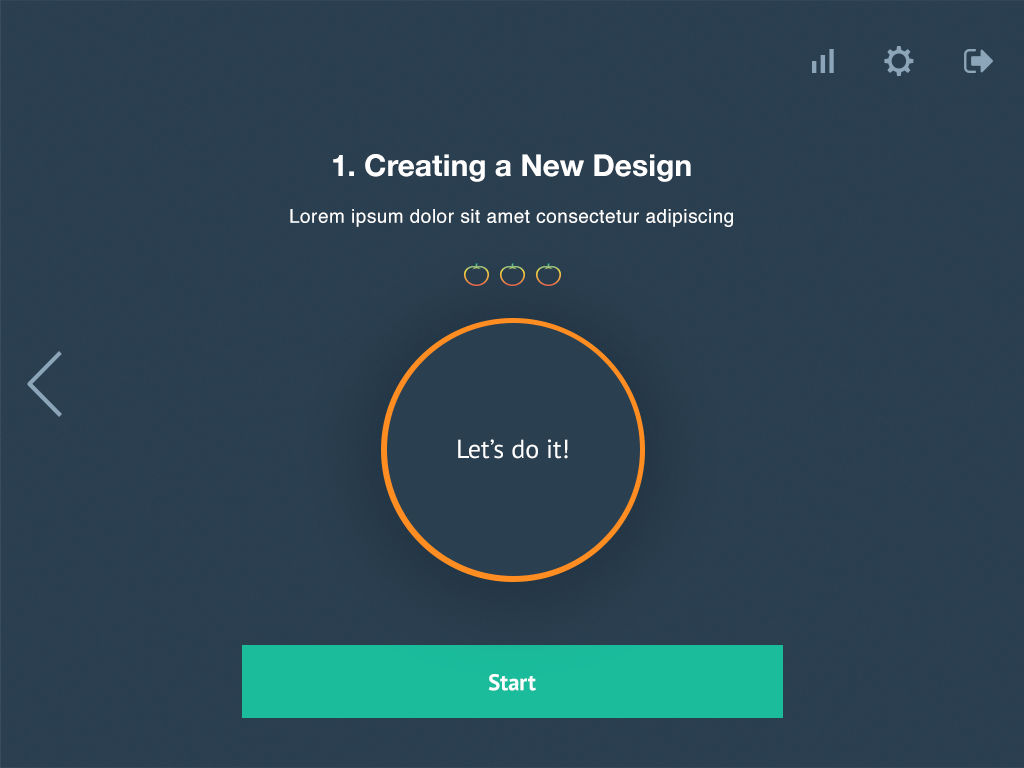 1. Creating a New Design
Lorem ipsum dolor sit amet consectetur adipiscing
Let’s do it!
Start